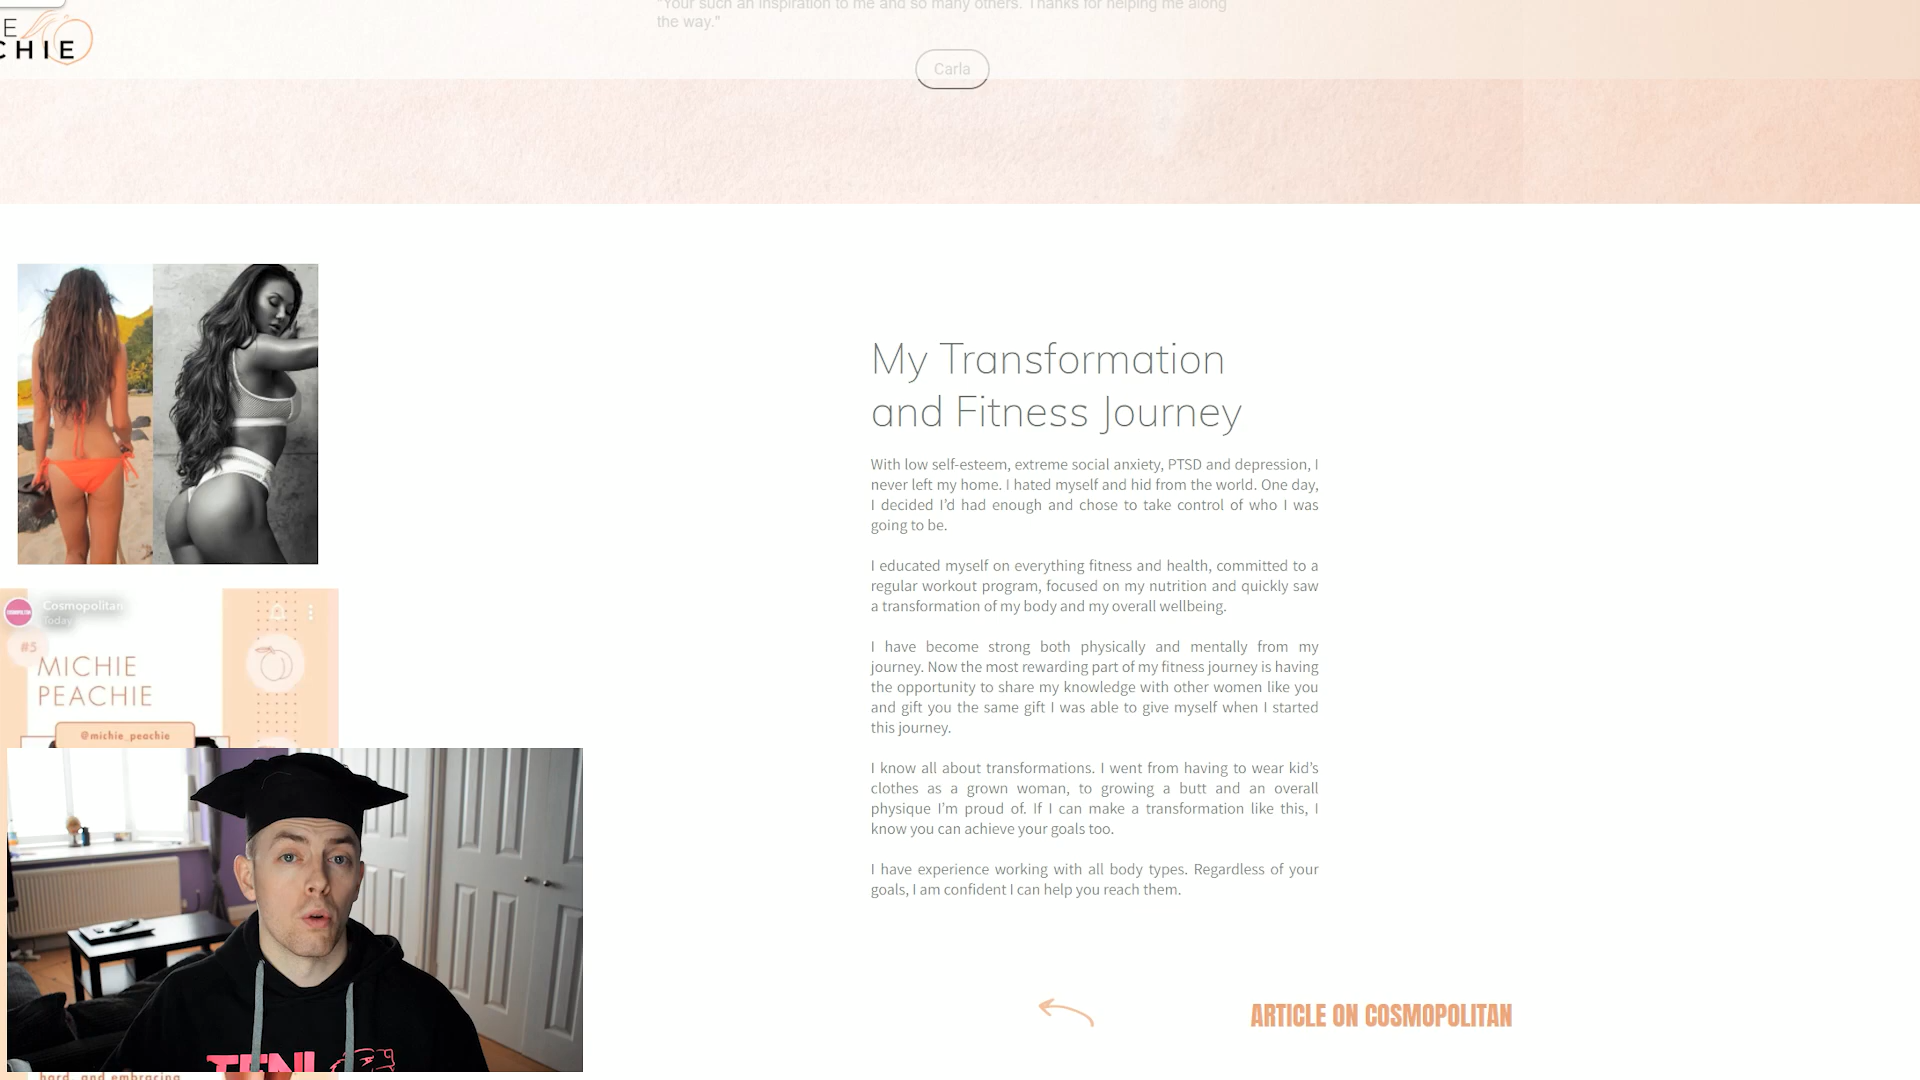 "Your such an inspiration to me and so many others. Thanks for helping me along
the way."
E
CHIE
Carla
My Transformation
and Fitness Journey
With low self-esteem, extreme social anxiety, PTSD and depression, I
never left my home. I hated myself and hid from the world. One day,
I decided I'd had enough and chose to take control of who I was
going to be.
I educated myself on everything fitness and health, committed to a
regular workout program, focused on my nutrition and quickly saw
a transformation of my body and my overall wellbeing.
I have become strong both physically and mentally from my
journey. Now the most rewarding part of my fitness journey is having
the opportunity to share my knowledge with other women like you
and gift you the same gift I was able to give myself when I started
this journey.
I know all about transformations. I went from having to wear kid's
clothes as a grown woman, to growing a butt and an overall
physique I'm proud of. If I can make a transformation like this, I
know you can achieve your goals too.
I have experience working with all body types. Regardless of your
goals, I am confident I can help you reach them.
ARTICLE ON COSMOPOLITAN
COSMOPOLITAN
Cosmopolitan
Today
#5
MICHIE
PEACHIE
@michie_peachie
hard, and embracing